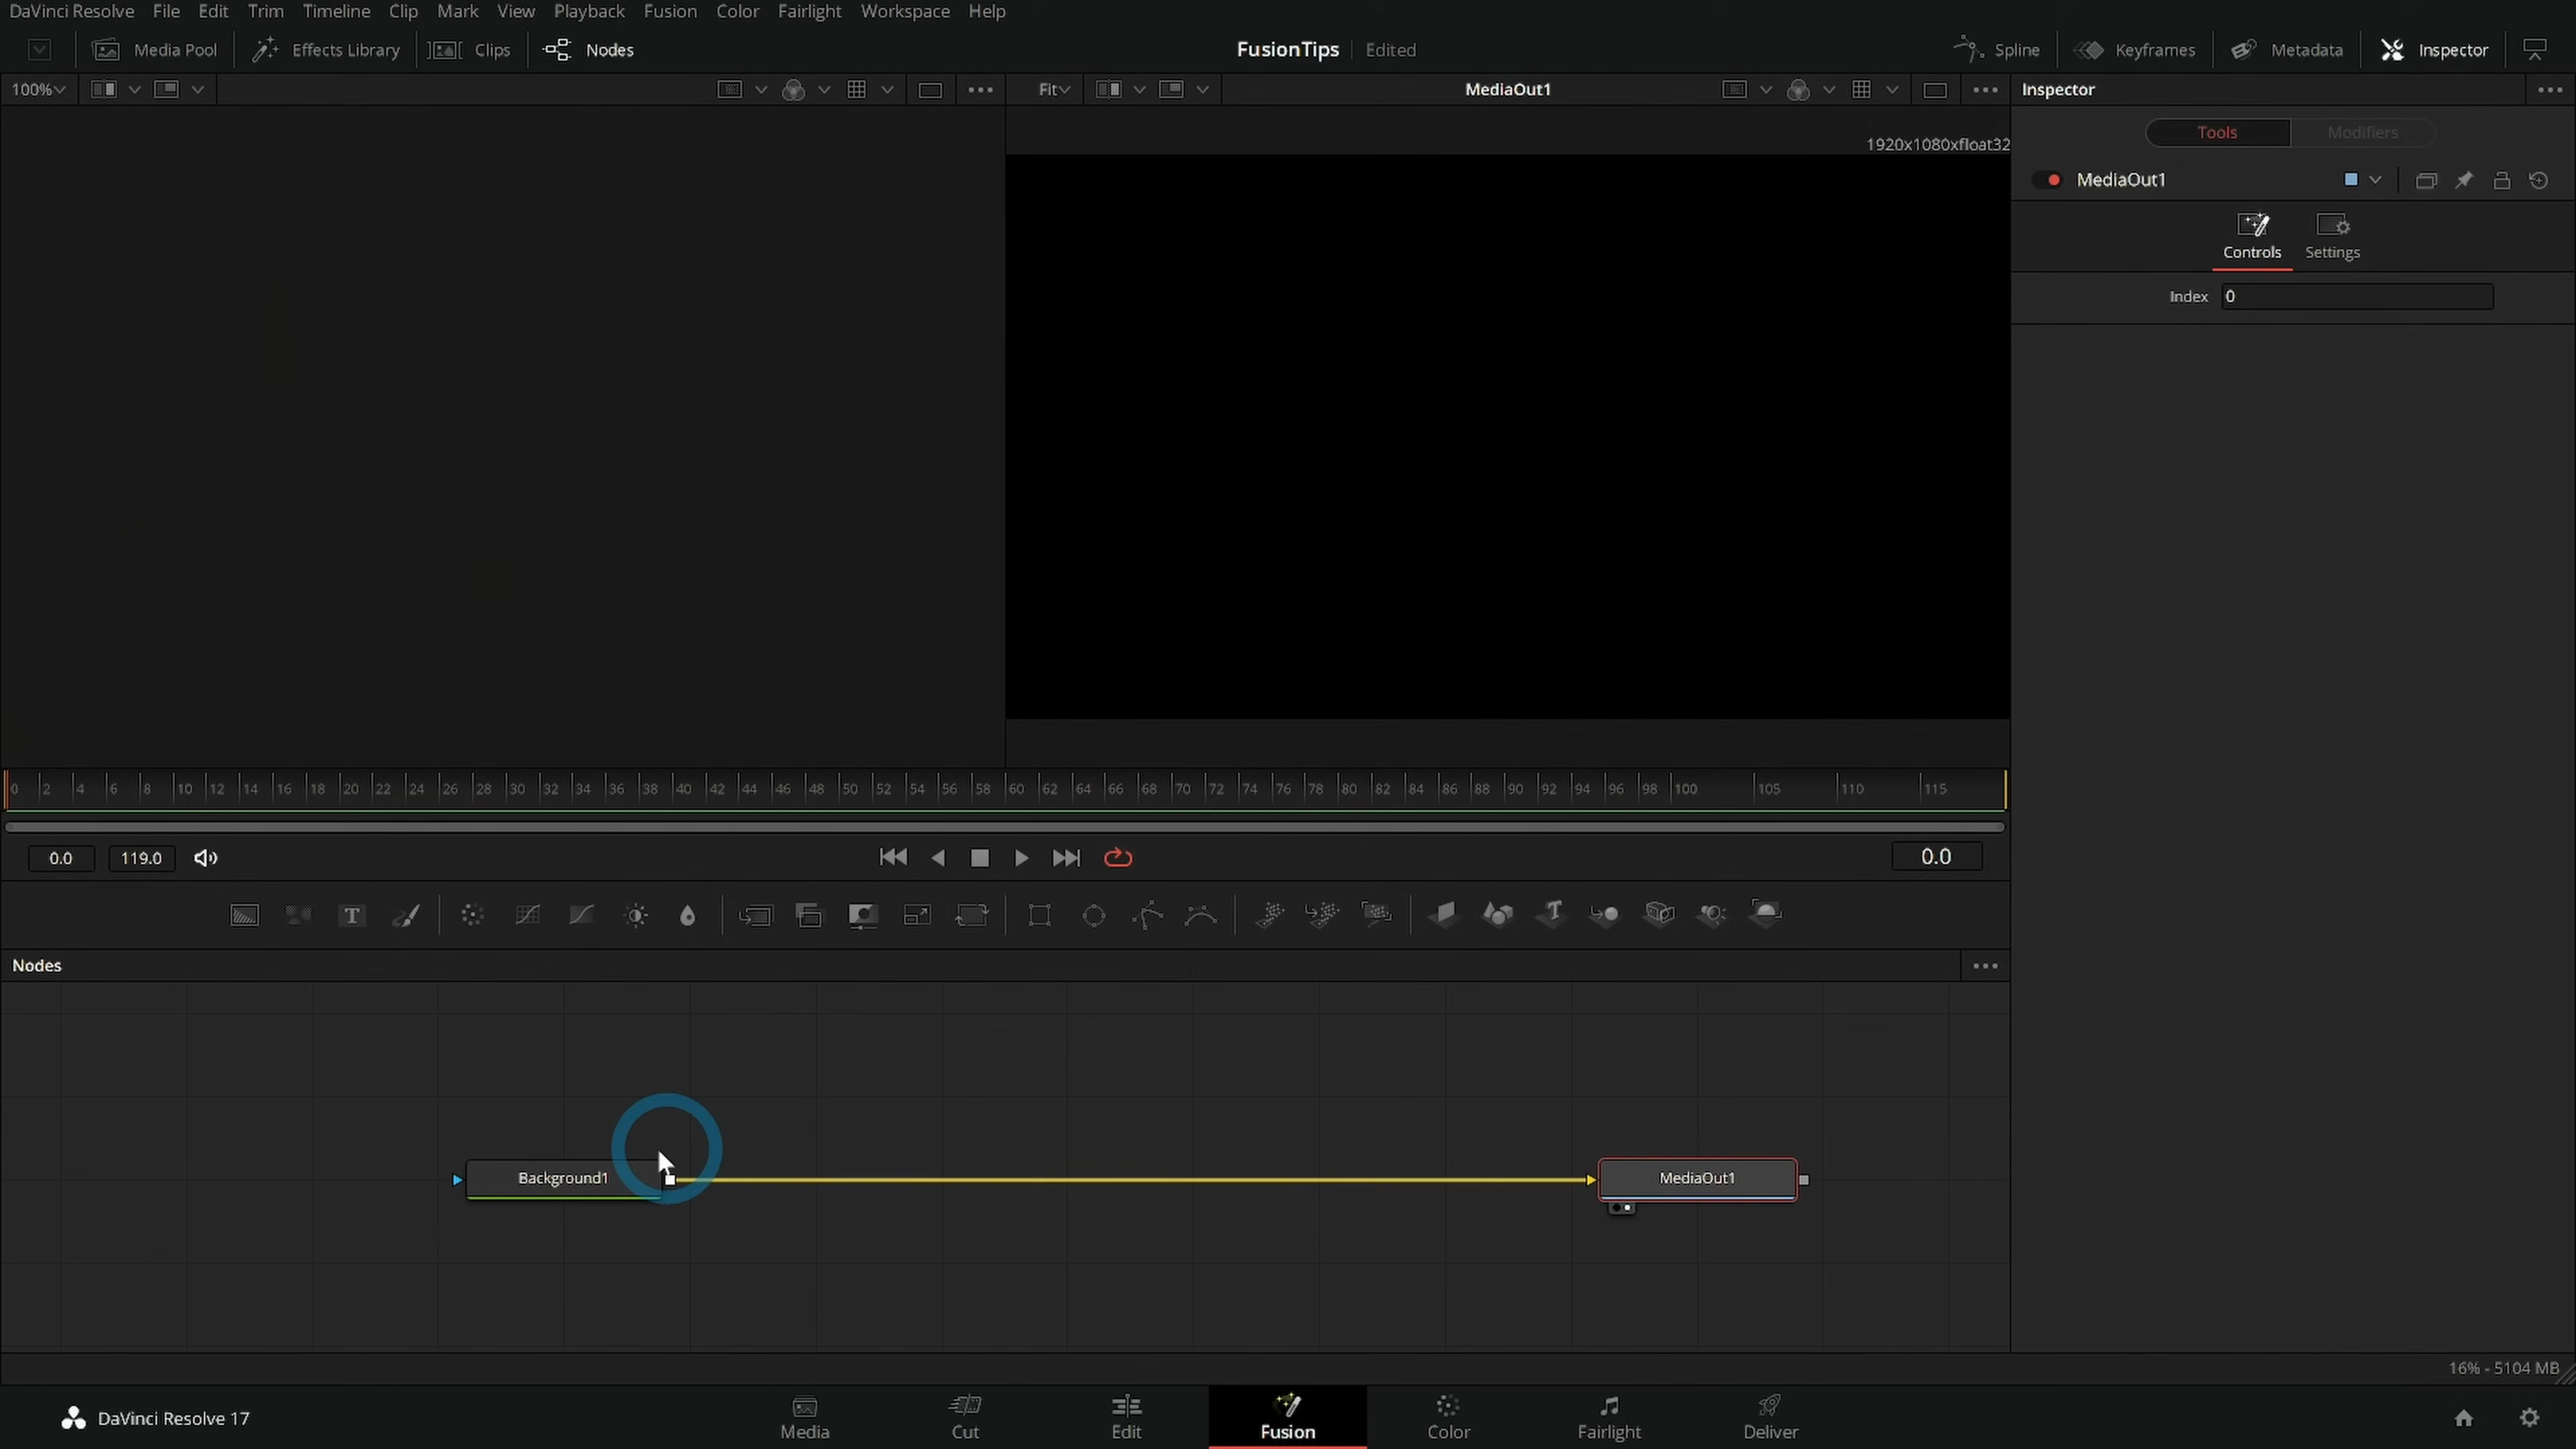 DaVinci Resolve File Edit Trim Timeline Clip Mark View Playback Fusion Color Fairlight Workspace Help
Media Pool Effects Library Clips Nodes FusionTips Edited Spline Keyframes Metadata Inspector
100% Fit MediaOut1 Inspector
Tools Modifiers
1920x1080xfloat32
MediaOut1
Controls Settings
Index 0
0 2 4 6 8 10 12 14 16 18 20 22 24 26 28 30 32 34 36 38 40 42 44 46 48 50 52 54 56 58 60 62 64 66 68 70 72 74 76 78 80 82 84 86 88 90 92 94 96 98 100 105 110 115
0.0 119.0 0.0
T T
Nodes
Background1 MediaOut1
16% - 5104 MB
DaVinci Resolve 17 Media Cut Edit Fusion Color Fairlight Deliver